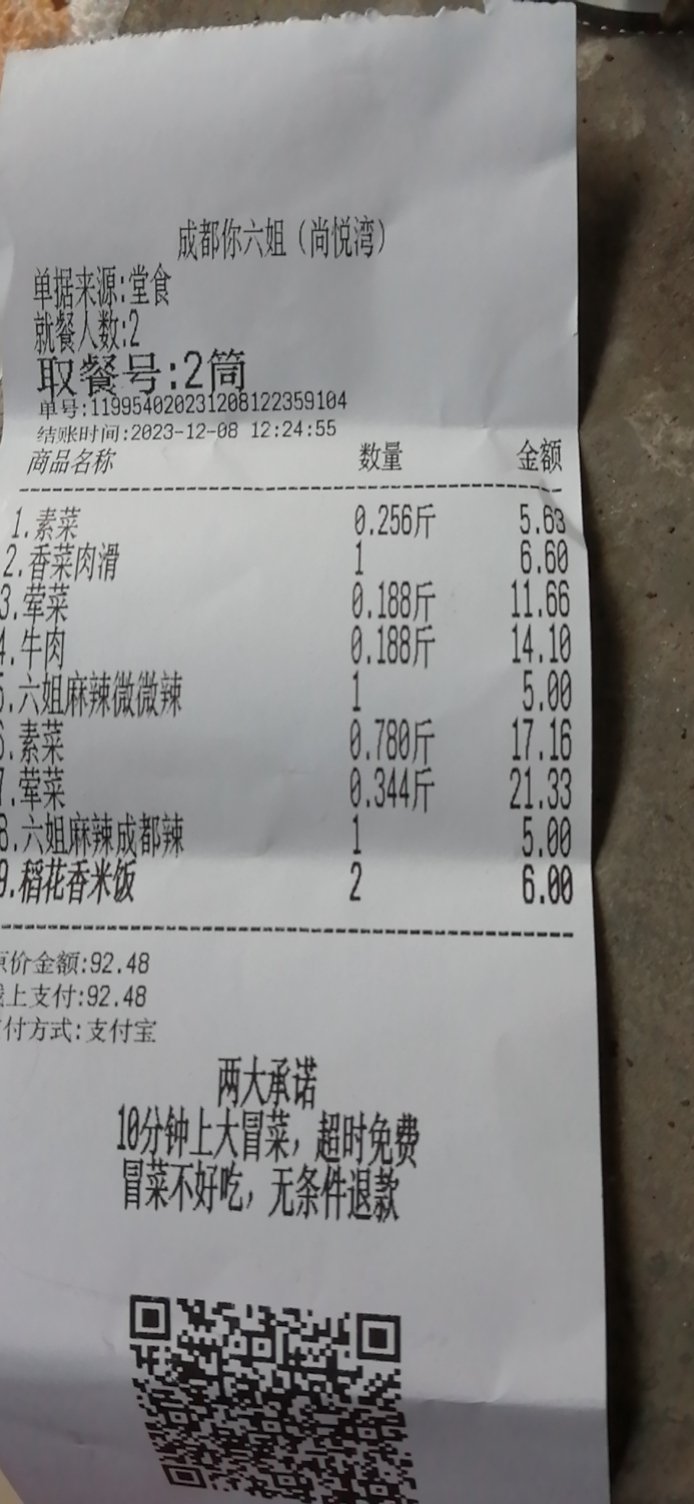 成都你六姐（尚悦湾）
单据来源:堂食
就餐人数:2
取餐号:2筒
单号:119954020231208122359104
结账时间:2023-12-08 12:24:55
商品名称 数量 金额
1.素菜 0.256斤 5.63
2.香菜肉滑 1 6.60
3.荤菜 0.188斤 11.66
4.牛肉 0.188斤 14.10
5.六姐麻辣微微辣 1 5.00
6.素菜 0.780斤 17.16
7.荤菜 0.344斤 21.33
8.六姐麻辣成都辣 1 5.00
9.稻花香米饭 2 6.00
原价金额:92.48
线上支付:92.48
支付方式:支付宝
两大承诺
10分钟上大冒菜，超时免费
冒菜不好吃，无条件退款